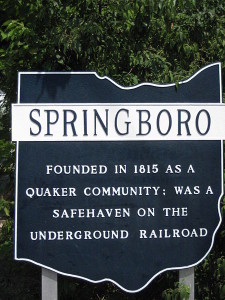 SPRINGBORO
FOUNDED IN 1815 AS A
QUAKER COMMUNITY; WAS A
SAFEHAVEN ON THE
UNDERGROUND RAILROAD